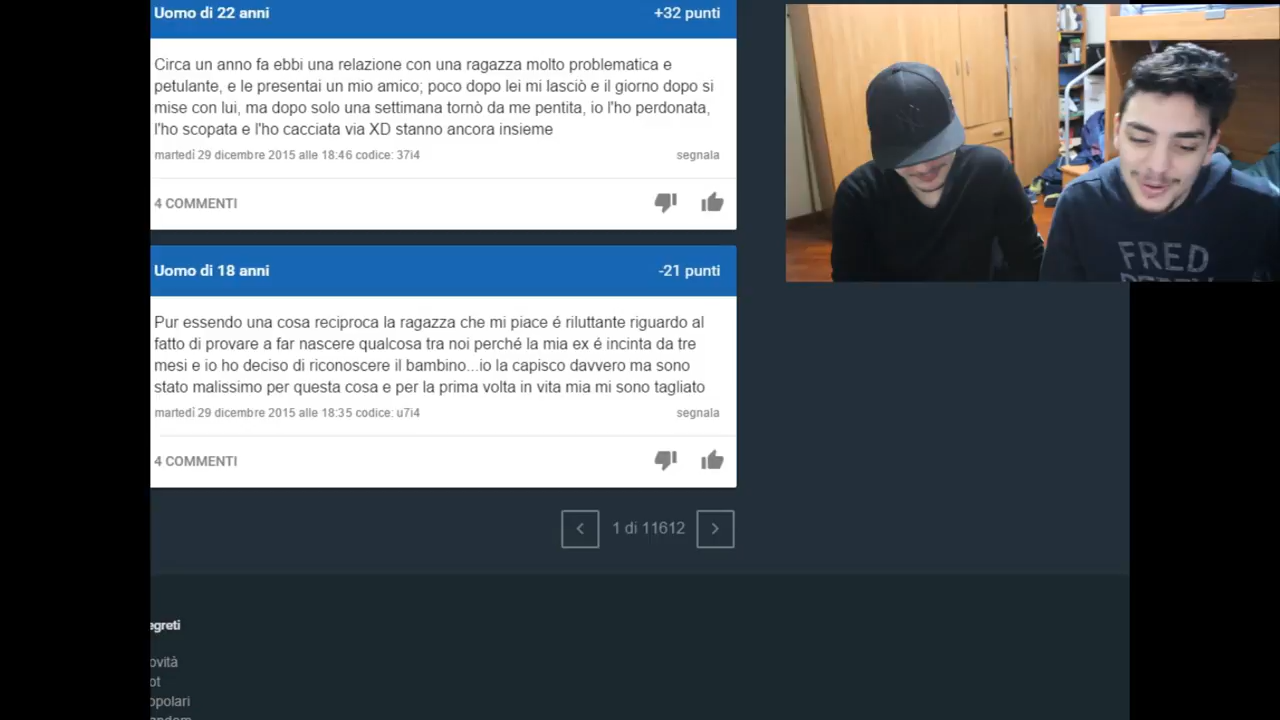 Uomo di 22 anni +32 punti
Circa un anno fa ebbi una relazione con una ragazza molto problematica e
petulante, e le presentai un mio amico; poco dopo lei mi lasciò e il giorno dopo si
mise con lui, ma dopo solo una settimana tornò da me pentita, io l'ho perdonata,
l'ho scopata e l'ho cacciata via XD stanno ancora insieme
martedì 29 dicembre 2015 alle 18:46 codice: 37i4 segnala
4 COMMENTI
Uomo di 18 anni -21 punti
Pur essendo una cosa reciproca la ragazza che mi piace é riluttante riguardo al
fatto di provare a far nascere qualcosa tra noi perché la mia ex é incinta da tre
mesi e io ho deciso di riconoscere il bambino...io la capisco davvero ma sono
stato malissimo per questa cosa e per la prima volta in vita mia mi sono tagliato
martedì 29 dicembre 2015 alle 18:35 codice: u7i4 segnala
4 COMMENTI
1 di 11612
egreti
ovità
ot
opolari
FRED